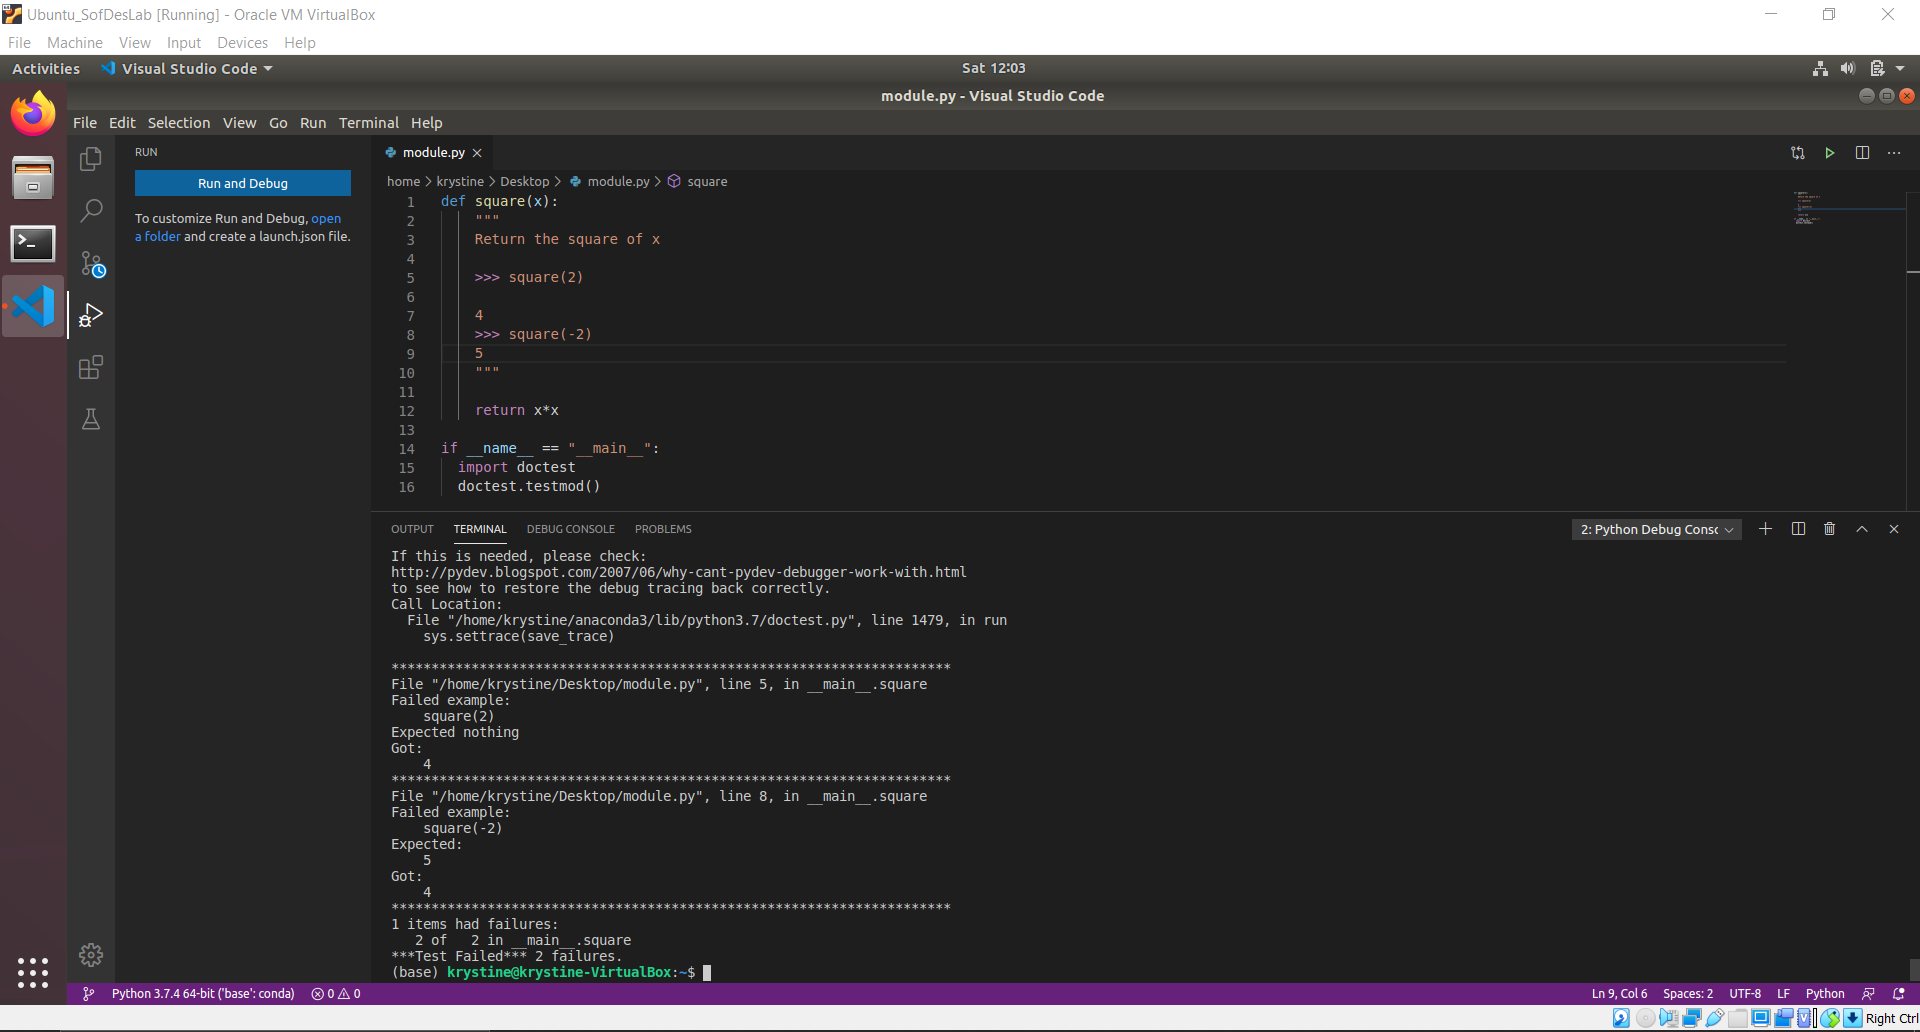 Ubuntu_SofDesLab [Running] - Oracle VM VirtualBox
File Machine View Input Devices Help
Activities Visual Studio Code Sat 12:03
module.py - Visual Studio Code
File Edit Selection View Go Run Terminal Help
RUN
Run and Debug
To customize Run and Debug, open
a folder and create a launch.json file.
module.py
home > krystine > Desktop > module.py > square
1 def square(x):
2 """
3 Return the square of x
4
5 >>> square(2)
6
7 4
8 >>> square(-2)
9 5
10 """
11
12 return x*x
13
14 if __name__ == "__main__":
15 import doctest
16 doctest.testmod()
OUTPUT TERMINAL DEBUG CONSOLE PROBLEMS 2: Python Debug Consc
If this is needed, please check:
http://pydev.blogspot.com/2007/06/why-cant-pydev-debugger-work-with.html
to see how to restore the debug tracing back correctly.
Call Location:
File "/home/krystine/anaconda3/lib/python3.7/doctest.py", line 1479, in run
sys.settrace(save_trace)
**********************************************************************
File "/home/krystine/Desktop/module.py", line 5, in __main__.square
Failed example:
square(2)
Expected nothing
Got:
4
**********************************************************************
File "/home/krystine/Desktop/module.py", line 8, in __main__.square
Failed example:
square(-2)
Expected:
5
Got:
4
**********************************************************************
1 items had failures:
2 of 2 in __main__.square
***Test Failed*** 2 failures.
(base) krystine@krystine-VirtualBox:~$
Python 3.7.4 64-bit ('base': conda) 0 0 Ln 9, Col 6 Spaces: 2 UTF-8 LF Python
Right Ctrl